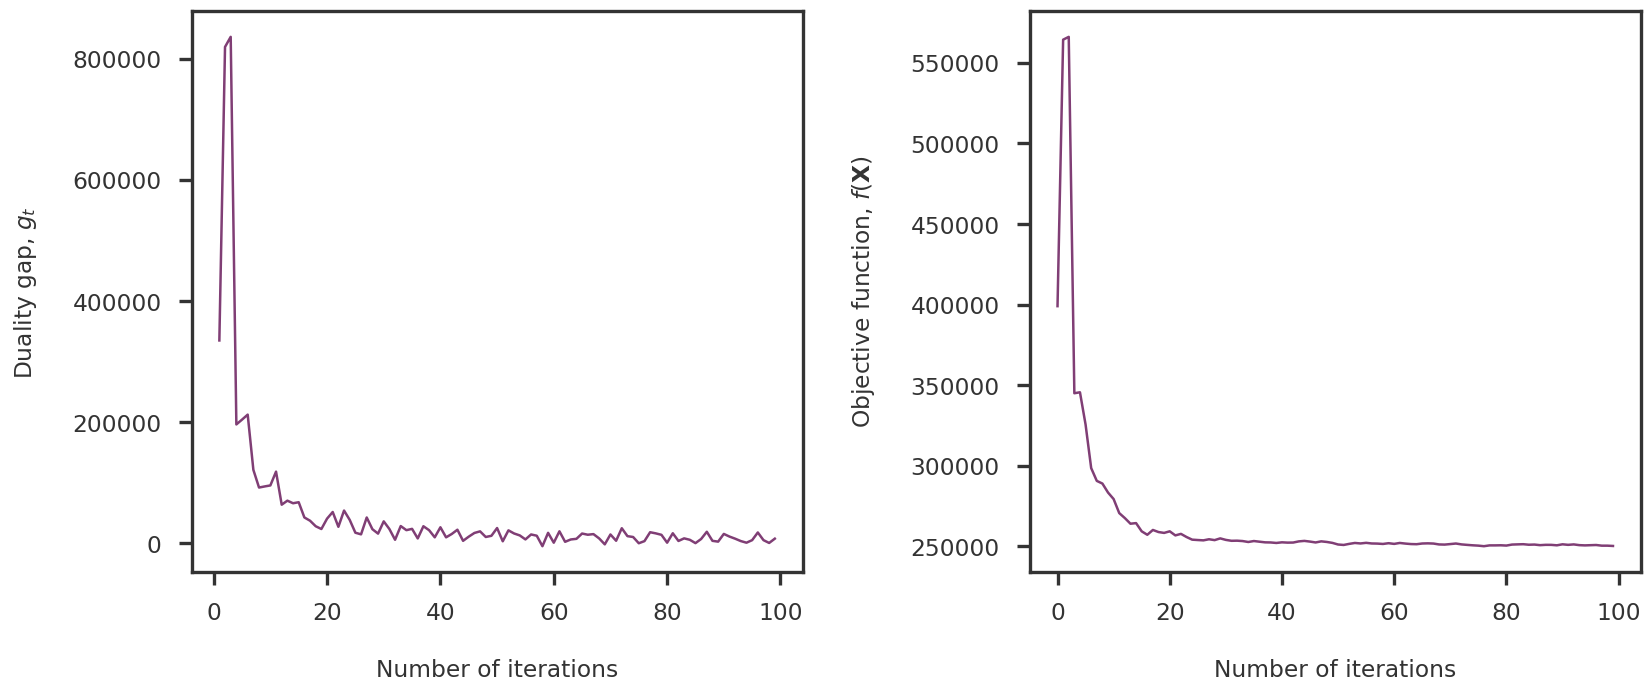 Duality gap, gt
800000
600000
400000
200000
0
0 20 40 60 80 100
Number of iterations
Objective function, f(X)
550000
500000
450000
400000
350000
300000
250000
0 20 40 60 80 100
Number of iterations